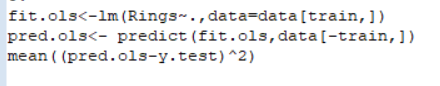 fit.ols<-lm(Rings~.,data=data[train,])
pred.ols<- predict(fit.ols,data[-train,])
mean((pred.ols-y.test)^2)